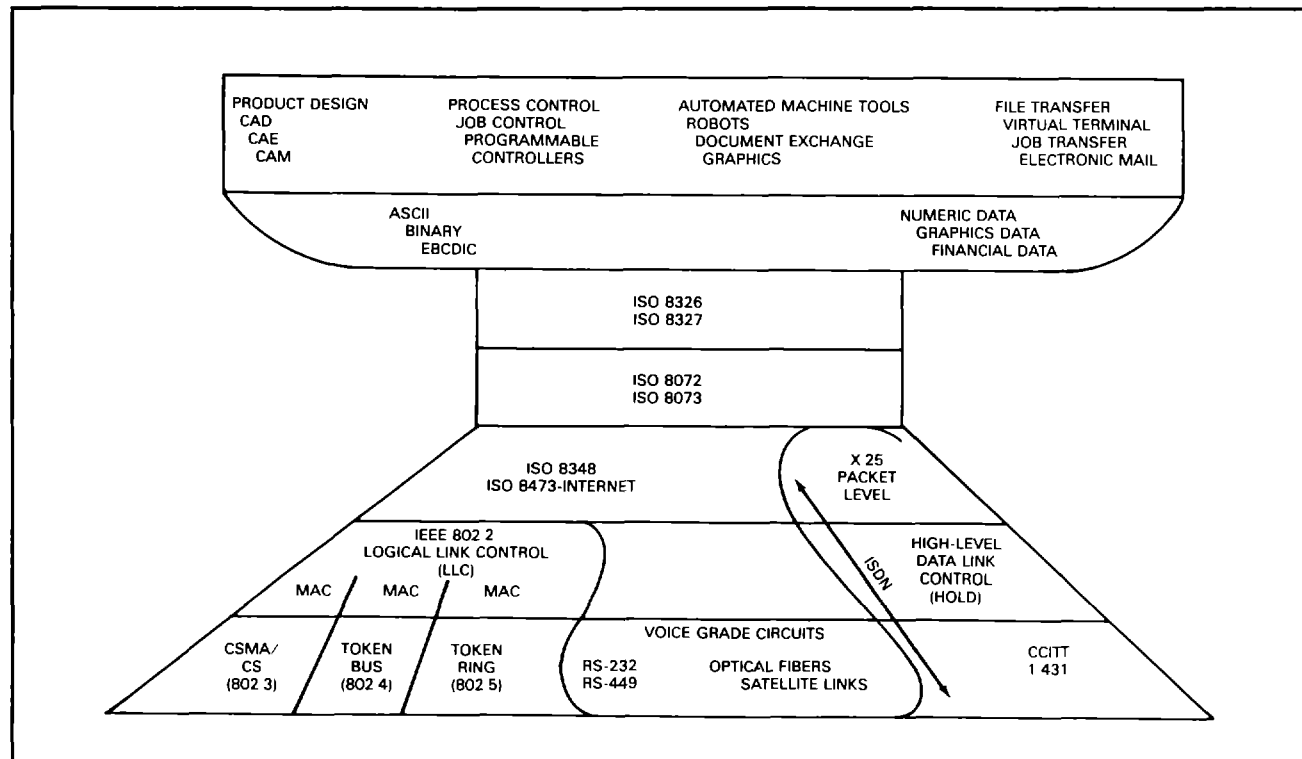 PRODUCT DESIGN
CAD
CAE
CAM
PROCESS CONTROL
JOB CONTROL
PROGRAMMABLE
CONTROLLERS
AUTOMATED MACHINE TOOLS
ROBOTS
DOCUMENT EXCHANGE
GRAPHICS
FILE TRANSFER
VIRTUAL TERMINAL
JOB TRANSFER
ELECTRONIC MAIL
ASCII
BINARY
EBCDIC
NUMERIC DATA
GRAPHICS DATA
FINANCIAL DATA
ISO 8326
ISO 8327
ISO 8072
ISO 8073
ISO 8348
ISO 8473-INTERNET
X 25
PACKET
LEVEL
IEEE 802 2
LOGICAL LINK CONTROL
(LLC)
MAC MAC MAC
ISDN
HIGH-LEVEL
DATA LINK
CONTROL
(HOLD)
CSMA/
CS
(802 3)
TOKEN
BUS
(802 4)
TOKEN
RING
(802 5)
VOICE GRADE CIRCUITS
RS-232
RS-449
OPTICAL FIBERS
SATELLITE LINKS
CCITT
1 431